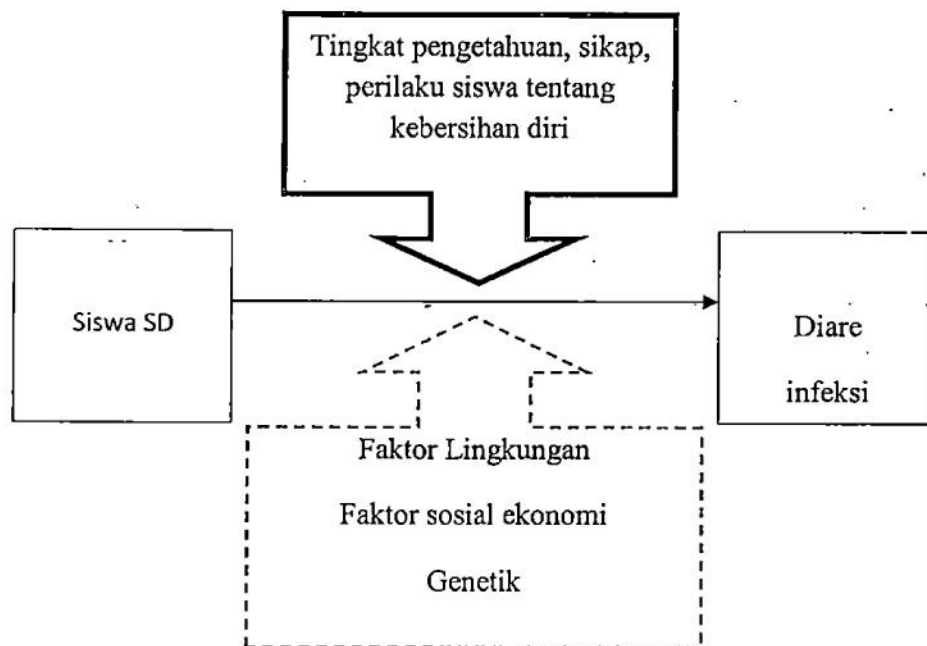 Tingkat pengetahuan, sikap,
perilaku siswa tentang
kebersihan diri
Siswa SD
Diare
infeksi
Faktor Lingkungan
Faktor sosial ekonomi
Genetik